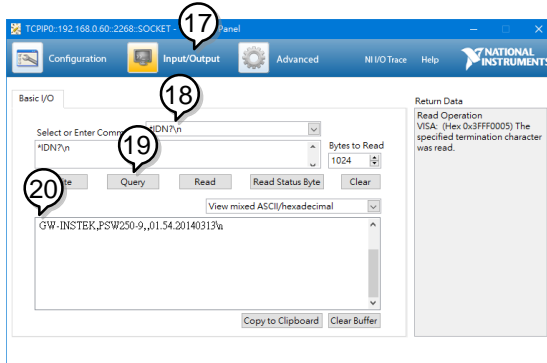 TCPIP0::192.168.0.60::2268::SOCKET - Panel
17
Configuration Input/Output Advanced NI I/O Trace Help NATIONAL INSTRUMENTS
Basic I/O
18
Select or Enter Comm *IDN?\n
*IDN?\n
19
Bytes to Read
1024
20
Query Read Read Status Byte Clear
View mixed ASCII/hexadecimal
GW-INSTEK,PSW250-9,,01.54.20140313\n
Copy to Clipboard Clear Buffer
Return Data
Read Operation
VISA: (Hex 0x3FFF0005) The
specified termination character
was read.